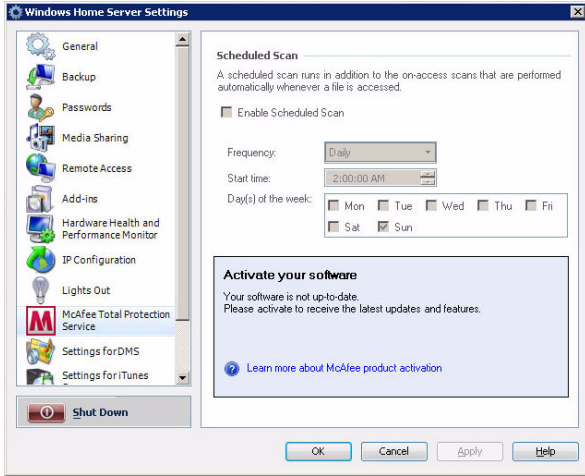 Windows Home Server Settings
General
Backup
Passwords
Media Sharing
Remote Access
Add-ins
Hardware Health and
Performance Monitor
IP Configuration
Lights Out
McAfee Total Protection
Service
Settings for DMS
Settings for iTunes
Shut Down
Scheduled Scan
A scheduled scan runs in addition to the on-access scans that are performed
automatically whenever a file is accessed.
Enable Scheduled Scan
Frequency:
Daily
Start time:
2:00:00 AM
Day(s) of the week:
Mon Tue Wed Thu Fri
Sat Sun
Activate your software
Your software is not up-to-date.
Please activate to receive the latest updates and features.
Learn more about McAfee product activation
OK Cancel Apply Help